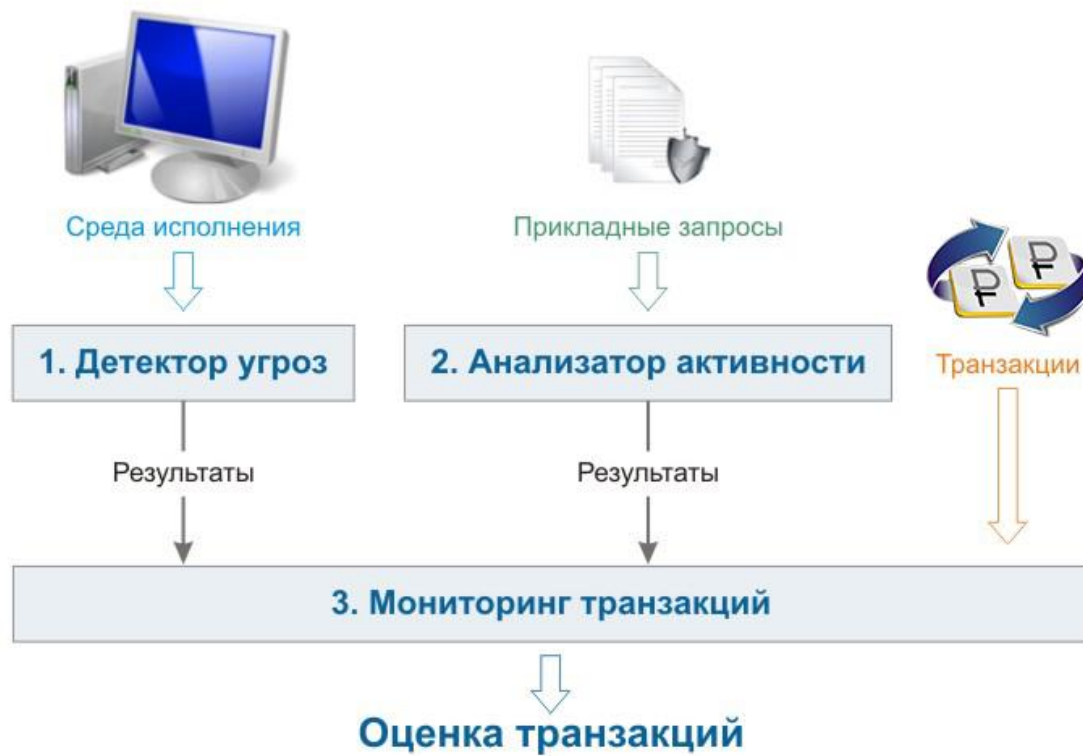 Среда исполнения
Прикладные запросы
Транзакции
1. Детектор угроз
2. Анализатор активности
Результаты
Результаты
3. Мониторинг транзакций
Оценка транзакций